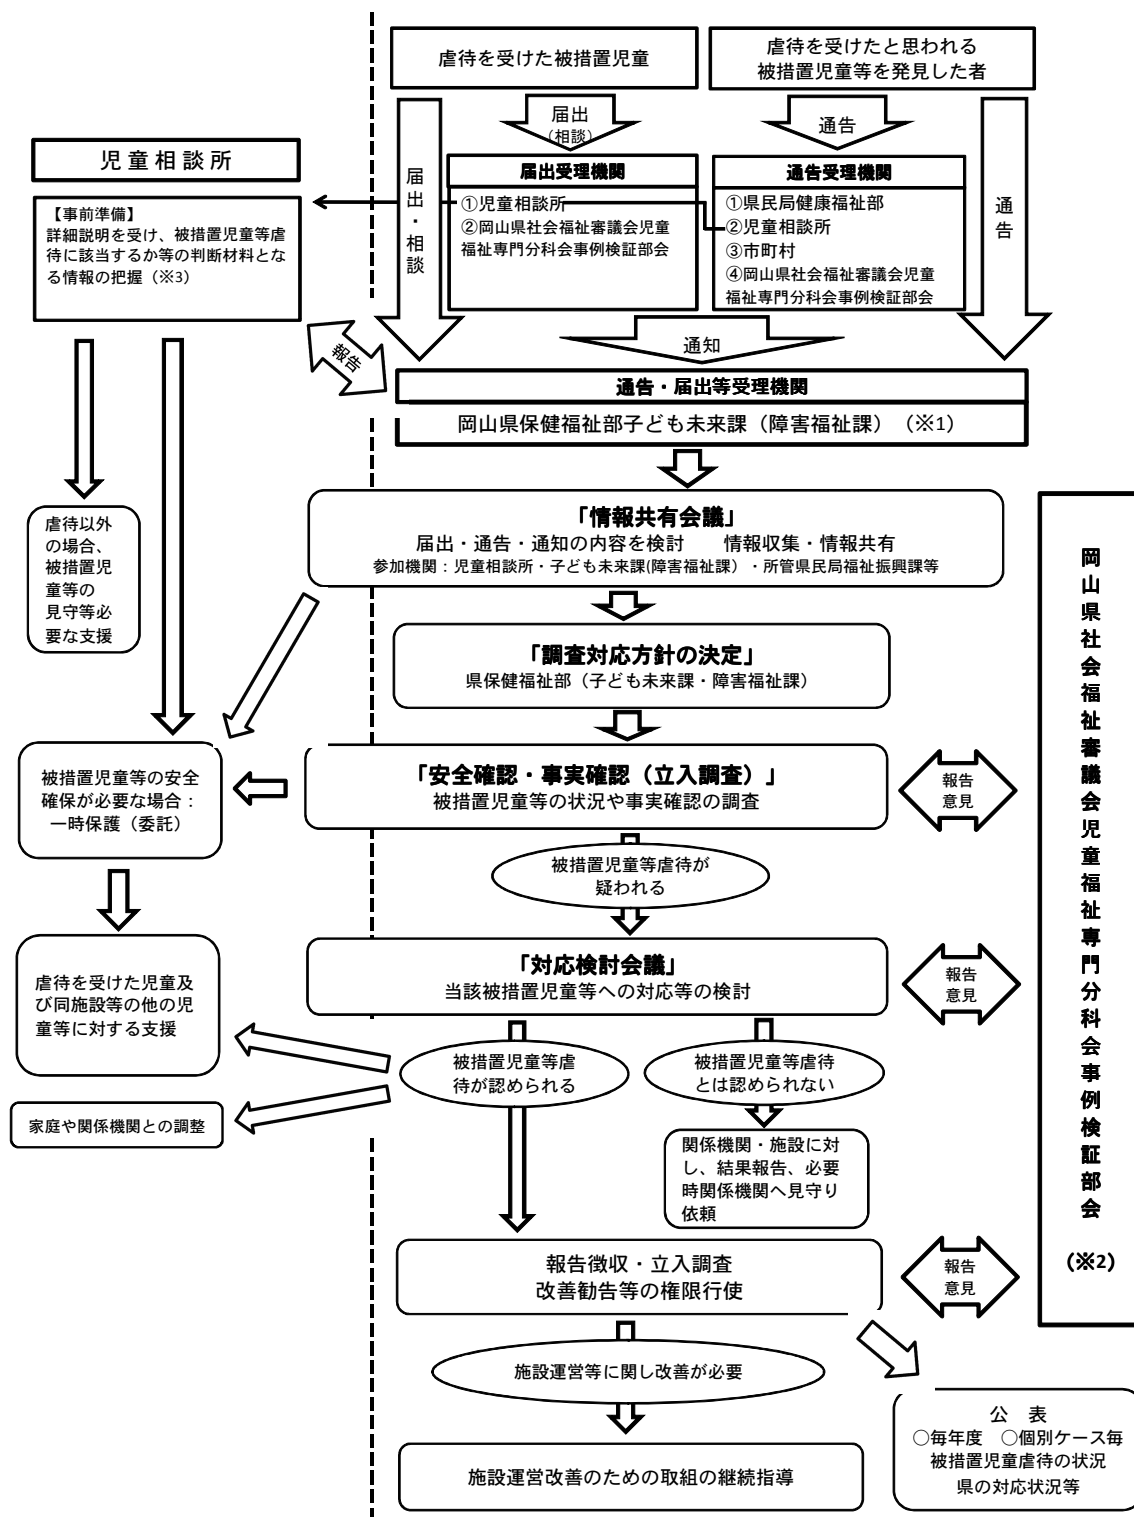 虐待を受けた被措置児童
虐待を受けたと思われる
被措置児童等を発見した者
届出
(相談)
通告
届出・相談
通告
児童相談所
【事前準備】
詳細説明を受け、被措置児童等虐
待に該当するか等の判断材料とな
る情報の把握（※3）
届出受理機関
①児童相談所
②岡山県社会福祉審議会児童
福祉専門分科会事例検証部会
通告受理機関
①県民局健康福祉部
②児童相談所
③市町村
④岡山県社会福祉審議会児童
福祉専門分科会事例検証部会
報告
通知
通告・届出等受理機関
岡山県保健福祉部子ども未来課（障害福祉課）（※1）
「情報共有会議」
届出・通告・通知の内容を検討　　情報収集・情報共有
参加機関：児童相談所・子ども未来課(障害福祉課）・所管県民局福祉振興課等
虐待以外
の場合、
被措置児
童等の
見守等必
要な支援
「調査対応方針の決定」
県保健福祉部（子ども未来課・障害福祉課）
被措置児童等の安全
確保が必要な場合：
一時保護（委託）
「安全確認・事実確認（立入調査）」
被措置児童等の状況や事実確認の調査
報告
意見
岡山県社会福祉審議会児童福祉専門分科会事例検証部会
（※2）
被措置児童等虐待が
疑われる
「対応検討会議」
当該被措置児童等への対応等の検討
報告
意見
虐待を受けた児童及
び同施設等の他の児
童等に対する支援
被措置児童等虐
待が認められる
被措置児童等虐待
とは認められない
家庭や関係機関との調整
関係機関・施設に対
し、結果報告、必要
時関係機関へ見守り
依頼
報告徴収・立入調査
改善勧告等の権限行使
報告
意見
施設運営等に関し改善が必要
施設運営改善のための取組の継続指導
公　表
○毎年度　○個別ケース毎
被措置児童虐待の状況
県の対応状況等